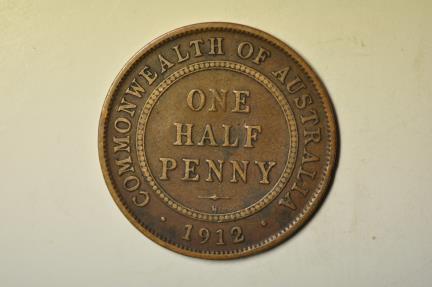 COMMONWEALTH OF AUSTRALIA
ONE
HALF
PENNY
H
1912